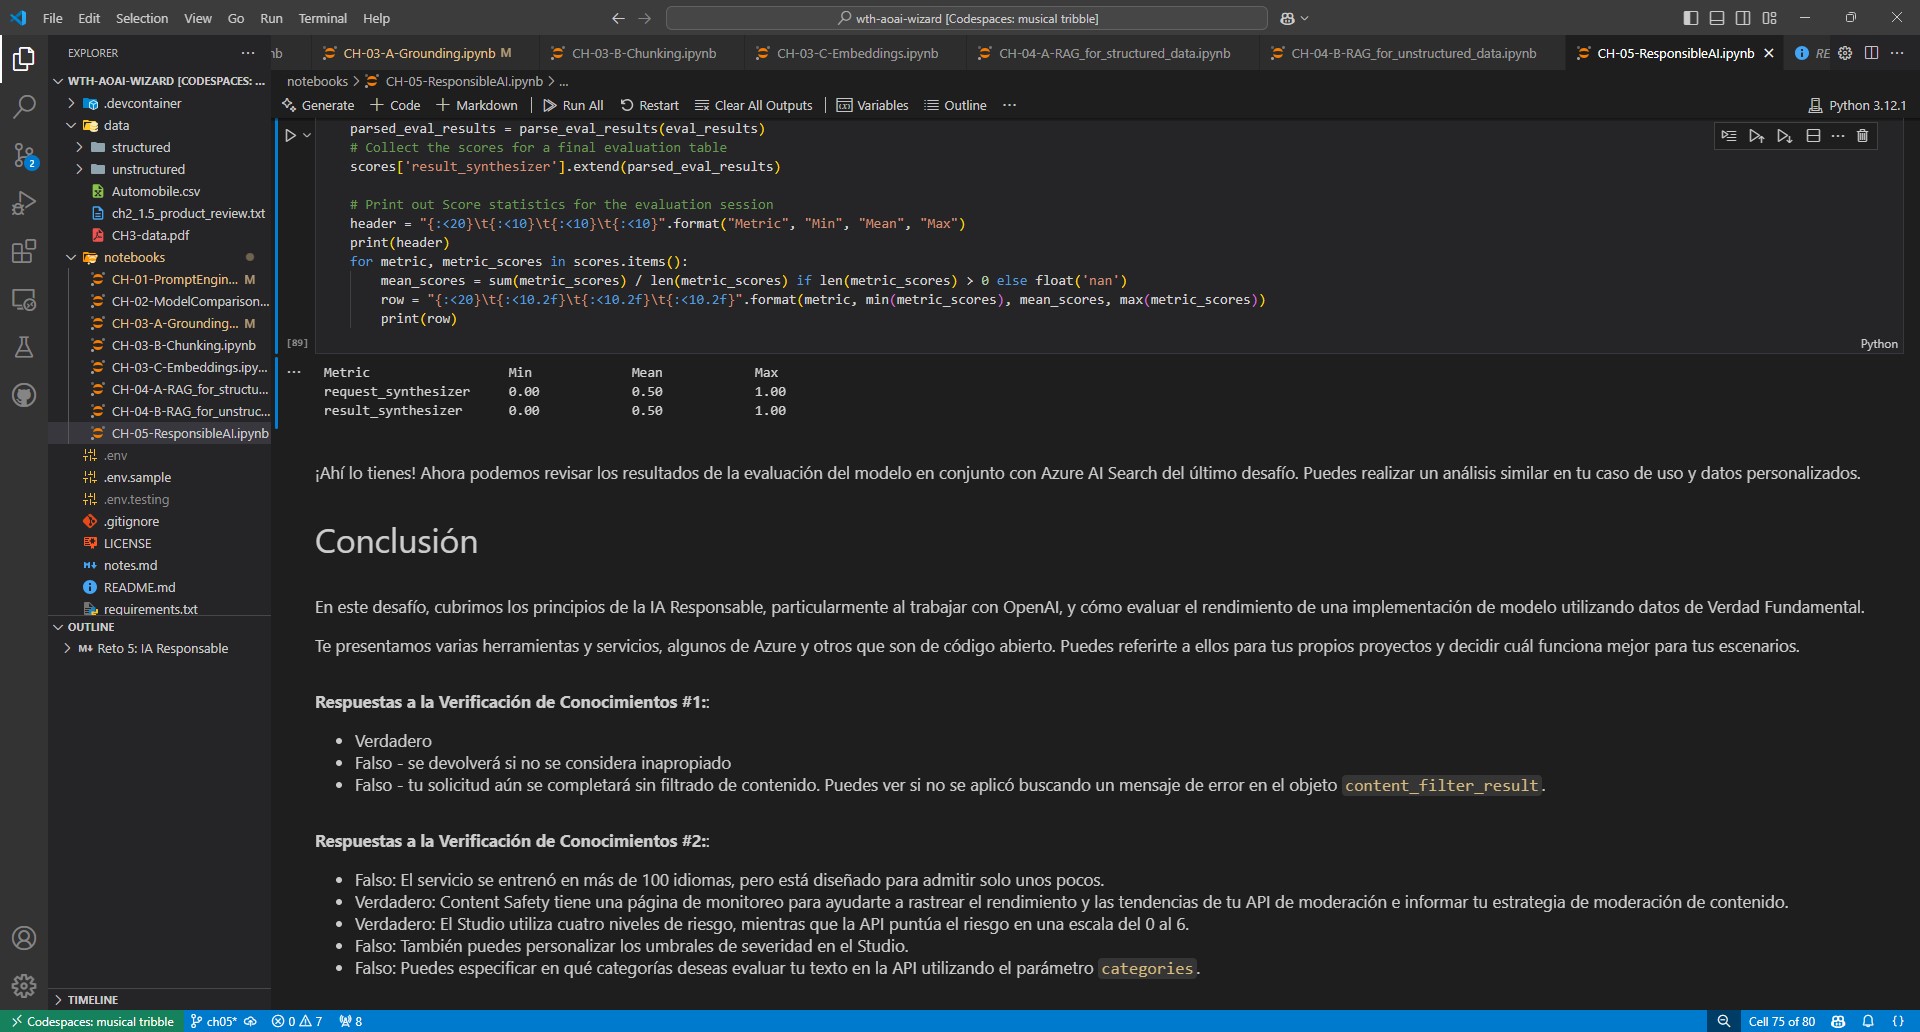 File Edit Selection View Go Run Terminal Help
wth-aoai-wizard [Codespaces: musical tribble]
EXPLORER
WTH-AOAI-WIZARD [CODESPACES: ...
.devcontainer
data
structured
unstructured
Automobile.csv
ch2_1.5_product_review.txt
CH3-data.pdf
notebooks
CH-01-PromptEngin... M
CH-02-ModelComparison...
CH-03-A-Grounding... M
CH-03-B-Chunking.ipynb
CH-03-C-Embeddings.ipy...
CH-04-A-RAG_for_structu...
CH-04-B-RAG_for_unstruc...
CH-05-ResponsibleAI.ipynb
.env
.env.sample
.env.testing
.gitignore
LICENSE
notes.md
README.md
requirements.txt
OUTLINE
Reto 5: IA Responsable
TIMELINE
2
nb CH-03-A-Grounding.ipynb M CH-03-B-Chunking.ipynb CH-03-C-Embeddings.ipynb CH-04-A-RAG_for_structured_data.ipynb CH-04-B-RAG_for_unstructured_data.ipynb CH-05-ResponsibleAI.ipynb RE
notebooks > CH-05-ResponsibleAI.ipynb > ...
Generate + Code + Markdown Run All Restart Clear All Outputs Variables Outline ... Python 3.12.1
parsed_eval_results = parse_eval_results(eval_results)
# Collect the scores for a final evaluation table
scores['result_synthesizer'].extend(parsed_eval_results)
# Print out Score statistics for the evaluation session
header = "{:<20}\t{:<10}\t{:<10}\t{:<10}".format("Metric", "Min", "Mean", "Max")
print(header)
for metric, metric_scores in scores.items():
mean_scores = sum(metric_scores) / len(metric_scores) if len(metric_scores) > 0 else float('nan')
row = "{:<20}\t{:<10.2f}\t{:<10.2f}\t{:<10.2f}".format(metric, min(metric_scores), mean_scores, max(metric_scores))
print(row)
[89] Python
Metric Min Mean Max
request_synthesizer 0.00 0.50 1.00
result_synthesizer 0.00 0.50 1.00
¡Ahí lo tienes! Ahora podemos revisar los resultados de la evaluación del modelo en conjunto con Azure AI Search del último desafío. Puedes realizar un análisis similar en tu caso de uso y datos personalizados.
Conclusión
En este desafío, cubrimos los principios de la IA Responsable, particularmente al trabajar con OpenAI, y cómo evaluar el rendimiento de una implementación de modelo utilizando datos de Verdad Fundamental.
Te presentamos varias herramientas y servicios, algunos de Azure y otros que son de código abierto. Puedes referirte a ellos para tus propios proyectos y decidir cuál funciona mejor para tus escenarios.
Respuestas a la Verificación de Conocimientos #1::
• Verdadero
• Falso - se devolverá si no se considera inapropiado
• Falso - tu solicitud aún se completará sin filtrado de contenido. Puedes ver si no se aplicó buscando un mensaje de error en el objeto content_filter_result.
Respuestas a la Verificación de Conocimientos #2::
• Falso: El servicio se entrenó en más de 100 idiomas, pero está diseñado para admitir solo unos pocos.
• Verdadero: Content Safety tiene una página de monitoreo para ayudarte a rastrear el rendimiento y las tendencias de tu API de moderación e informar tu estrategia de moderación de contenido.
• Verdadero: El Studio utiliza cuatro niveles de riesgo, mientras que la API puntúa el riesgo en una escala del 0 al 6.
• Falso: También puedes personalizar los umbrales de severidad en el Studio.
• Falso: Puedes especificar en qué categorías deseas evaluar tu texto en la API utilizando el parámetro categories.
Codespaces: musical tribble ch05* 0 7 8 Cell 75 of 80